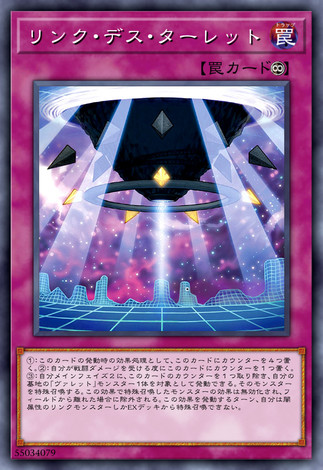 リンク・デス・ターレット
トラップ
罠
【罠カード】
①：このカードの発動時の効果処理として、このカードにカウンターを4つ置
く。②：自分が戦闘ダメージを受ける度にこのカードにカウンターを1つ置く。
③：自分メインフェイズ2に、このカードのカウンターを1つ取り除き、自分の
墓地の「ヴァレット」モンスター1体を対象として発動できる。そのモンスター
を特殊召喚する。この効果で特殊召喚したモンスターの効果は無効化され、フ
ィールドから離れた場合に除外される。この効果を発動するターン、自分は闇
属性のリンクモンスターしかEXデッキから特殊召喚できない。
55034079